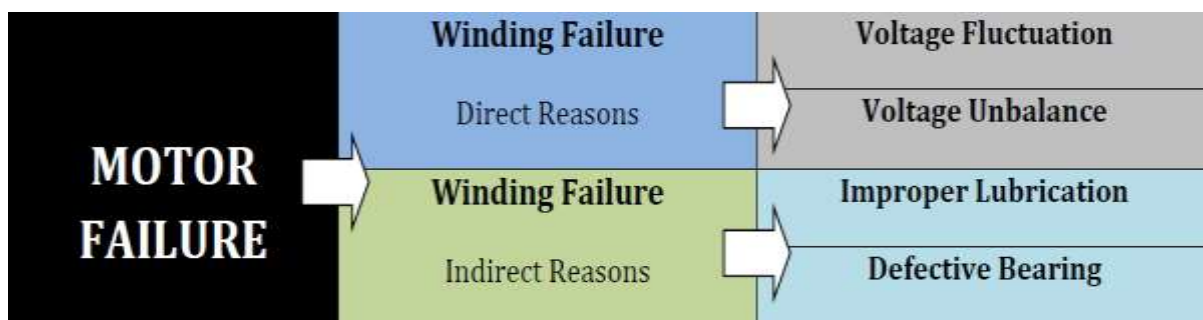 MOTOR
FAILURE
Winding Failure
Direct Reasons
Voltage Fluctuation
Voltage Unbalance
Winding Failure
Indirect Reasons
Improper Lubrication
Defective Bearing